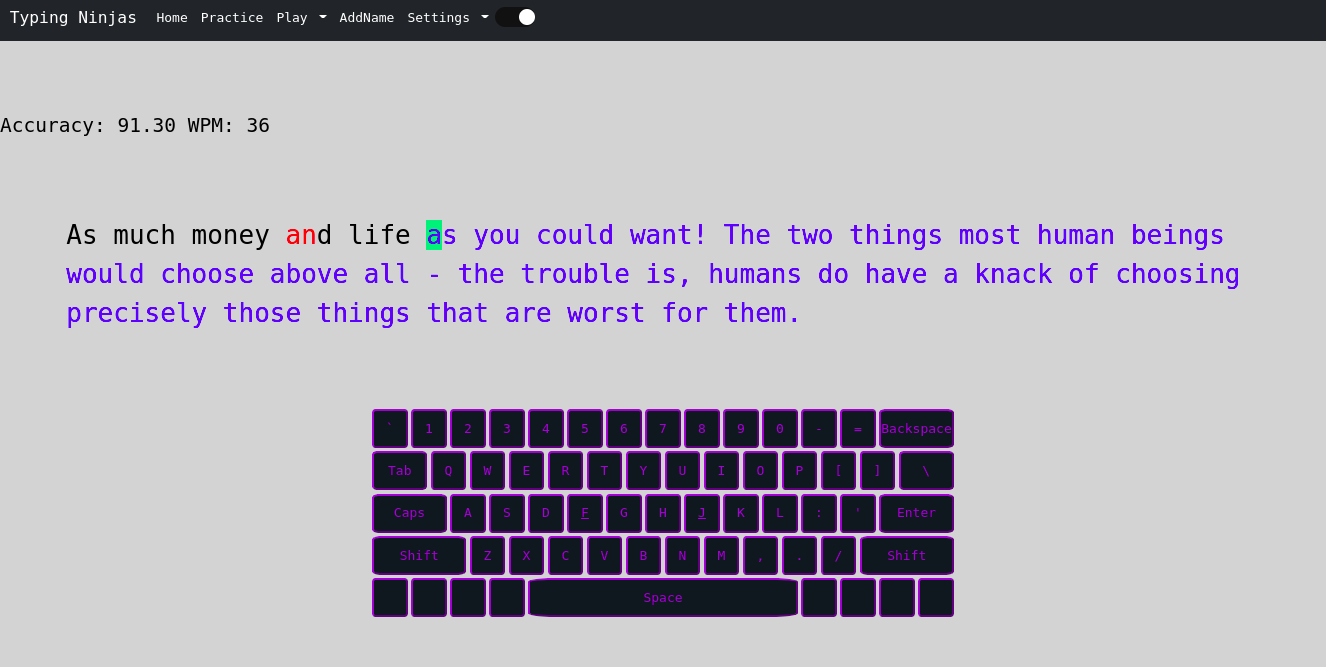 Typing Ninjas Home Practice Play AddName Settings
Accuracy: 91.30 WPM: 36
As much money and life as you could want! The two things most human beings
would choose above all - the trouble is, humans do have a knack of choosing
precisely those things that are worst for them.
` 1 2 3 4 5 6 7 8 9 0 - = Backspace
Tab Q W E R T Y U I O P [ ] \
Caps A S D F G H J K L : ' Enter
Shift Z X C V B N M , . / Shift
Space